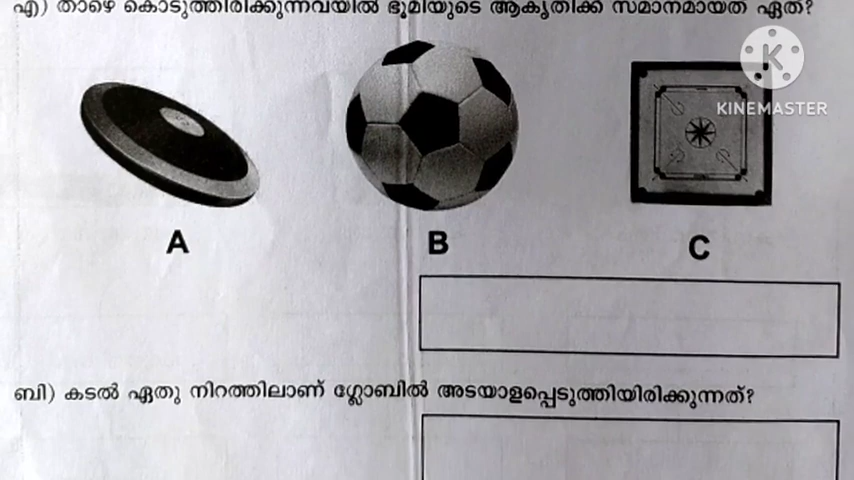 എ) താഴെ കൊടുത്തിരിക്കുന്നവയിൽ ഭൂമിയുടെ ആകൃതിക്ക് സമാനമായത് ഏത്?
KINEMASTER
A B C
ബി) കടൽ ഏതു നിറത്തിലാണ് ഗ്ലോബിൽ അടയാളപ്പെടുത്തിയിരിക്കുന്നത്?